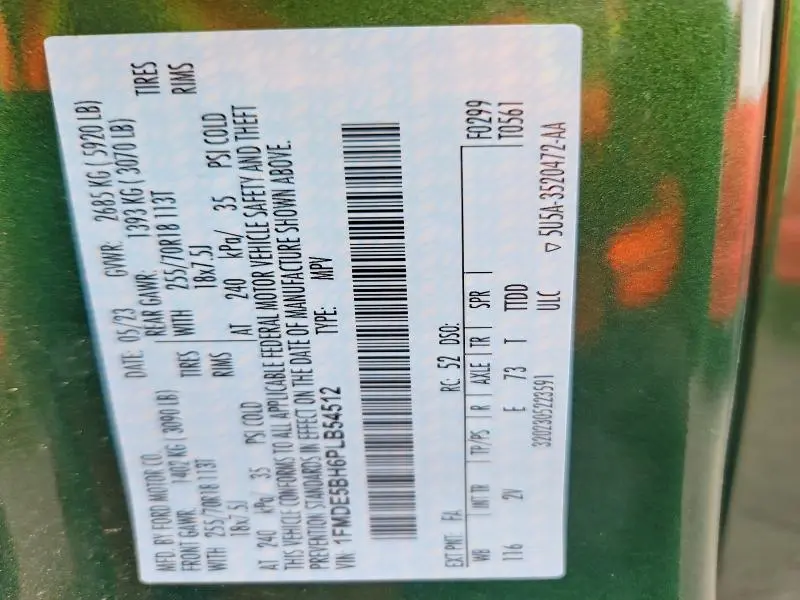 MFD. BY FORD MOTOR CO.
DATE: 05/23 GVWR: 2685 KG ( 5920 LB)
FRONT GAWR: 1402 KG ( 3090 LB) REAR GAWR: 1393 KG ( 3070 LB)
WITH 255/70R18 113T TIRES WITH 255/70R18 113T TIRES
18x7.5J RIMS 18x7.5J RIMS
AT 240 kPa/ 35 PSI COLD AT 240 kPa/ 35 PSI COLD
THIS VEHICLE CONFORMS TO ALL APPLICABLE FEDERAL MOTOR VEHICLE SAFETY AND THEFT
PREVENTION STANDARDS IN EFFECT ON THE DATE OF MANUFACTURE SHOWN ABOVE.
VIN: 1FMDE5BH6PLB54512 TYPE: MPV
EXT PNT: FA RC: 52 DSO: F0299
WB INT TR TP/PS R AXLE TR SPR T0561
116 2V E 73 T TTDD
3202305223591 ULC ▽ 5U5A-3520472-AA